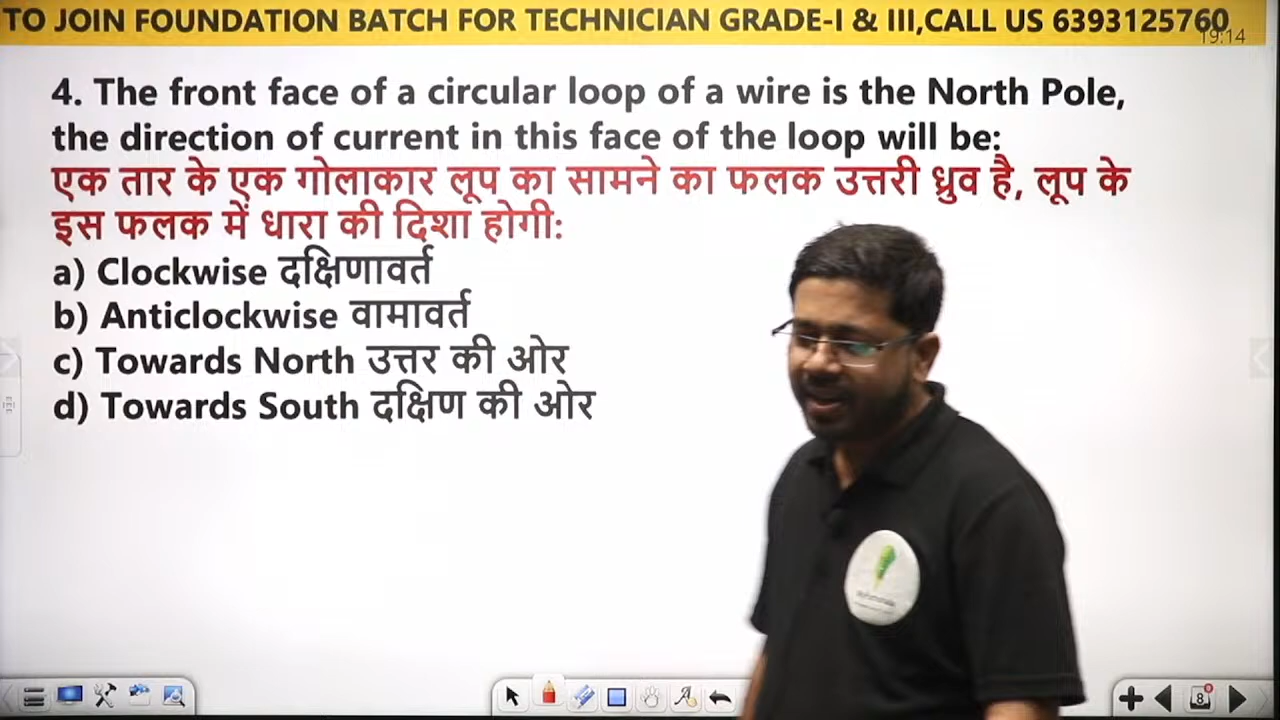 TO JOIN FOUNDATION BATCH FOR TECHNICIAN GRADE-I & III,CALL US 6393125760
19:14
4. The front face of a circular loop of a wire is the North Pole,
the direction of current in this face of the loop will be:
एक तार के एक गोलाकार लूप का सामने का फलक उत्तरी ध्रुव है, लूप के
इस फलक में धारा की दिशा होगी:
a) Clockwise दक्षिणावर्त
b) Anticlockwise वामावर्त
c) Towards North उत्तर की ओर
d) Towards South दक्षिण की ओर
8